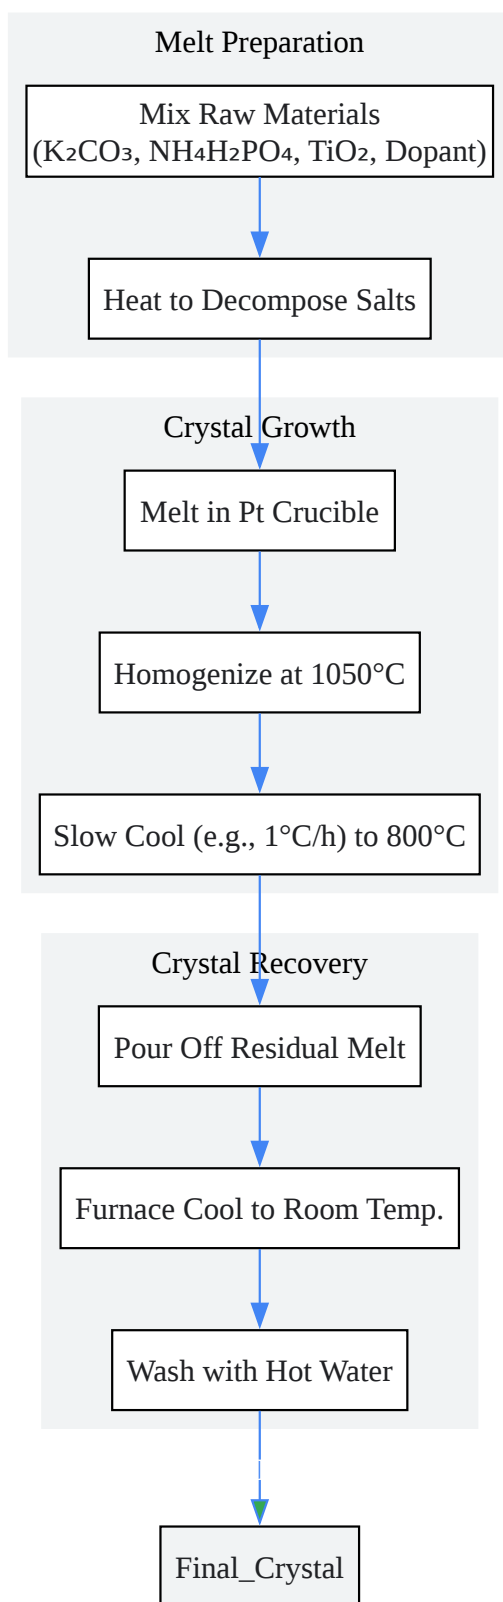 Melt Preparation
Mix Raw Materials
(K₂CO₃, NH₄H₂PO₄, TiO₂, Dopant)
Heat to Decompose Salts
Crystal Growth
Melt in Pt Crucible
Homogenize at 1050°C
Slow Cool (e.g., 1°C/h) to 800°C
Crystal Recovery
Pour Off Residual Melt
Furnace Cool to Room Temp.
Wash with Hot Water
Final_Crystal